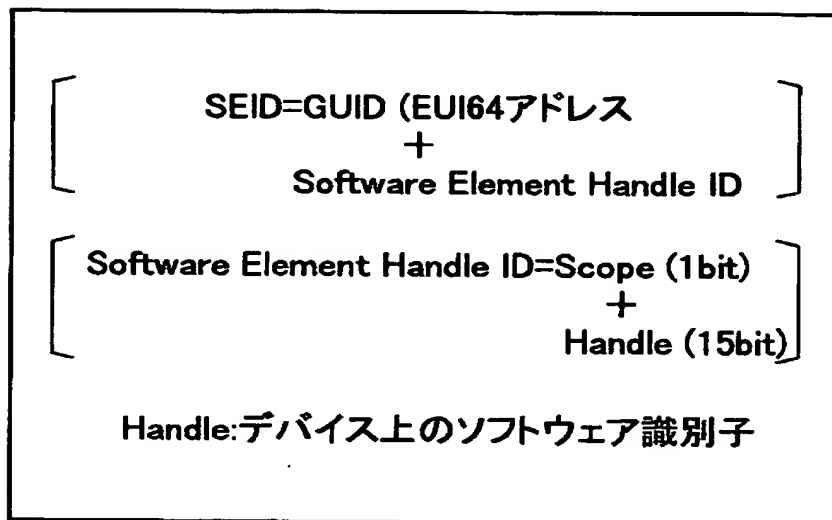 SEID=GUID (EUI64アドレス
+
Software Element Handle ID
Software Element Handle ID=Scope (1bit)
+
Handle (15bit)
Handle:デバイス上のソフトウェア識別子